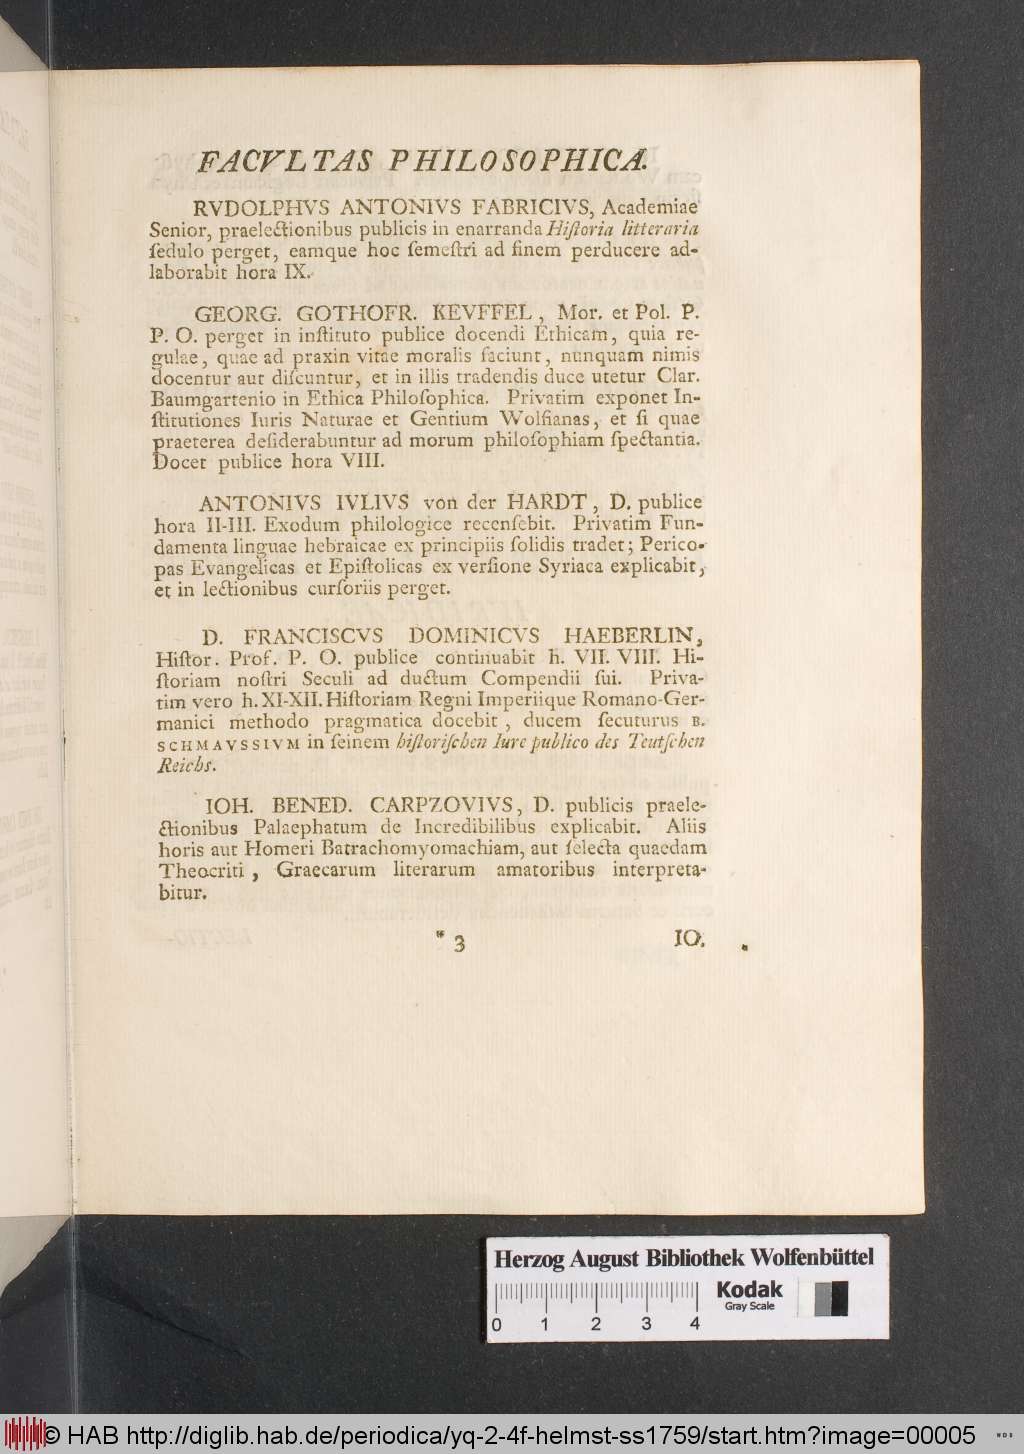 FACVLTAS PHILOSOPHICA.
RVDOLPHVS ANTONIVS FABRICIVS, Academiae
Senior, praelectionibus publicis in enarranda Hiſtoria litteraria
ſedulo perget, eamque hoc ſemeſtri ad finem perducere ad-
laborabit hora IX.
GEORG. GOTHOFR. KEVFFEL, Mor. et Pol. P.
P. O. perget in inſtituto publice docendi Ethicam, quia re-
gulae, quae ad praxin vitae moralis faciunt, nunquam nimis
docentur aut diſcuntur, et in illis tradendis duce utetur Clar.
Baumgartenio in Ethica Philoſophica. Privatim exponet In-
ſtitutiones Iuris Naturae et Gentium Wolfianas, et ſi quae
praeterea deſiderabuntur ad morum philoſophiam ſpectantia.
Docet publice hora VIII.
ANTONIVS IVLIVS von der HARDT, D. publice
hora II-III. Exodum philologice recenſebit. Privatim Fun-
damenta linguae hebraicae ex principiis ſolidis tradet; Perico-
pas Evangelicas et Epiſtolicas ex verſione Syriaca explicabit,
et in lectionibus curſoriis perget.
D. FRANCISCVS DOMINICVS HAEBERLIN,
Hiſtor. Prof. P. O. publice continuabit h. VII. VIII. Hi-
ſtoriam noſtri Seculi ad ductum Compendii ſui. Priva-
tim vero h. XI-XII. Hiſtoriam Regni Imperiique Romano-Ger-
manici methodo pragmatica docebit, ducem ſecuturus B.
SCHMAVSSIVM in ſeinem hiſtoriſchen Iure publico des Teutſchen
Reichs.
IOH. BENED. CARPZOVIVS, D. publicis praele-
ctionibus Palaephatum de Incredibilibus explicabit. Aliis
horis aut Homeri Batrachomyomachiam, aut ſelecta quaedam
Theocriti, Graecarum literarum amatoribus interpreta-
bitur.
* 3 IO.
Herzog August Bibliothek Wolfenbüttel
Kodak
Gray Scale
0 1 2 3 4
© HAB http://diglib.hab.de/periodica/yq-2-4f-helmst-ss1759/start.htm?image=00005